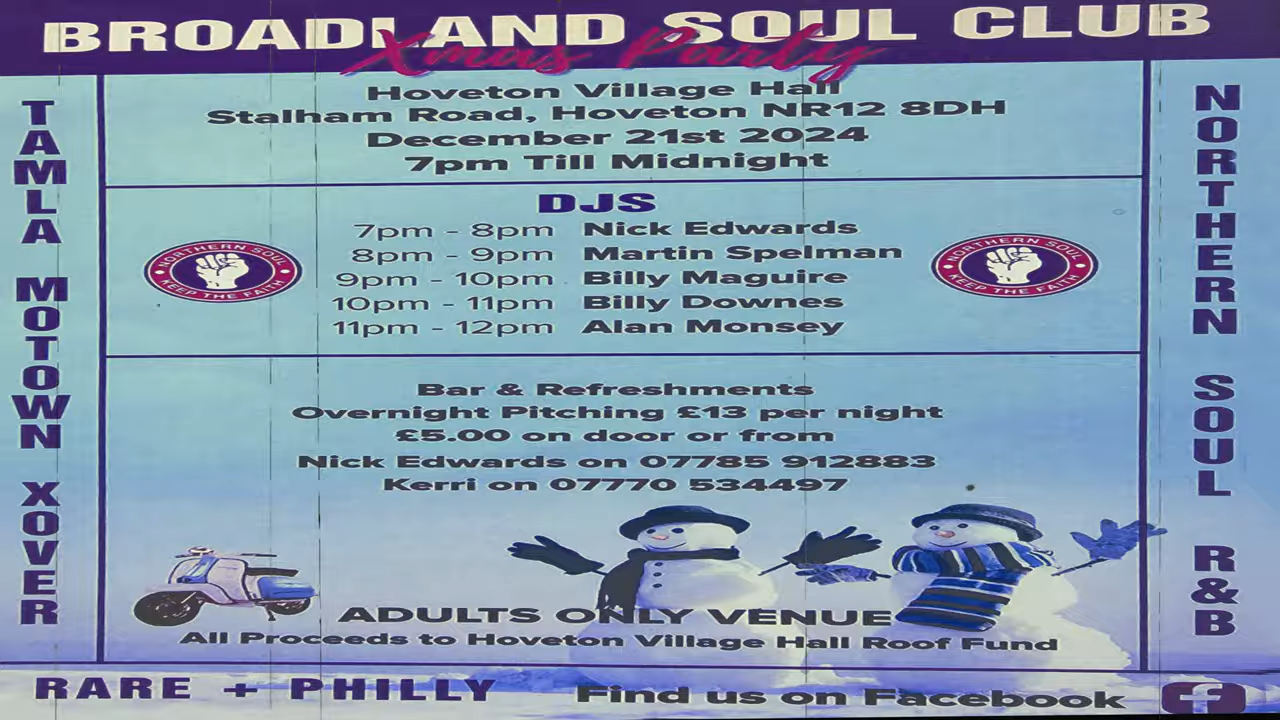 BROADLAND SOUL CLUB
Xmas Party
Hoveton Village Hall
Stalham Road, Hoveton NR12 8DH
December 21st 2024
7pm Till Midnight
TAMLA MOTOWN XOVER
NORTHERN SOUL R&B
DJS
7pm - 8pm Nick Edwards
8pm - 9pm Martin Spelman
9pm - 10pm Billy Maguire
10pm - 11pm Billy Downes
11pm - 12pm Alan Monsey
NORTHERN SOUL
KEEP THE FAITH
NORTHERN SOUL
KEEP THE FAITH
Bar & Refreshments
Overnight Pitching £13 per night
£5.00 on door or from
Nick Edwards on 07785 912883
Kerri on 07770 534497
ADULTS ONLY VENUE
All Proceeds to Hoveton Village Hall Roof Fund
RARE + PHILLY
Find us on Facebook f